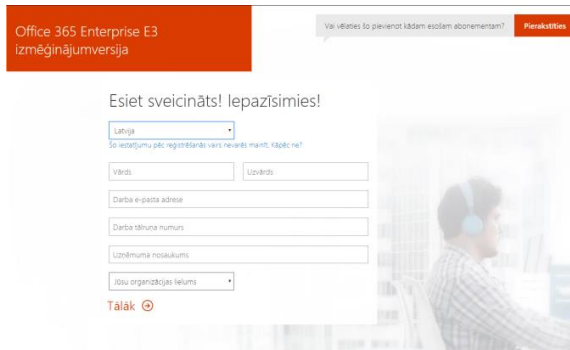 Office 365 Enterprise E3
izmēģinājumversija
Vai vēlaties šo pievienot kādam esošam abonementam?
Pierakstīties
Esiet sveicināts! Iepazīsimies!
Latvija
Šo iestatījumu pēc reģistrēšanās vairs nevarēs mainīt. Kāpēc ne?
Vārds
Uzvārds
Darba e-pasta adrese
Darba tālruņa numurs
Uzņēmuma nosaukums
Jūsu organizācijas lielums
Tālāk